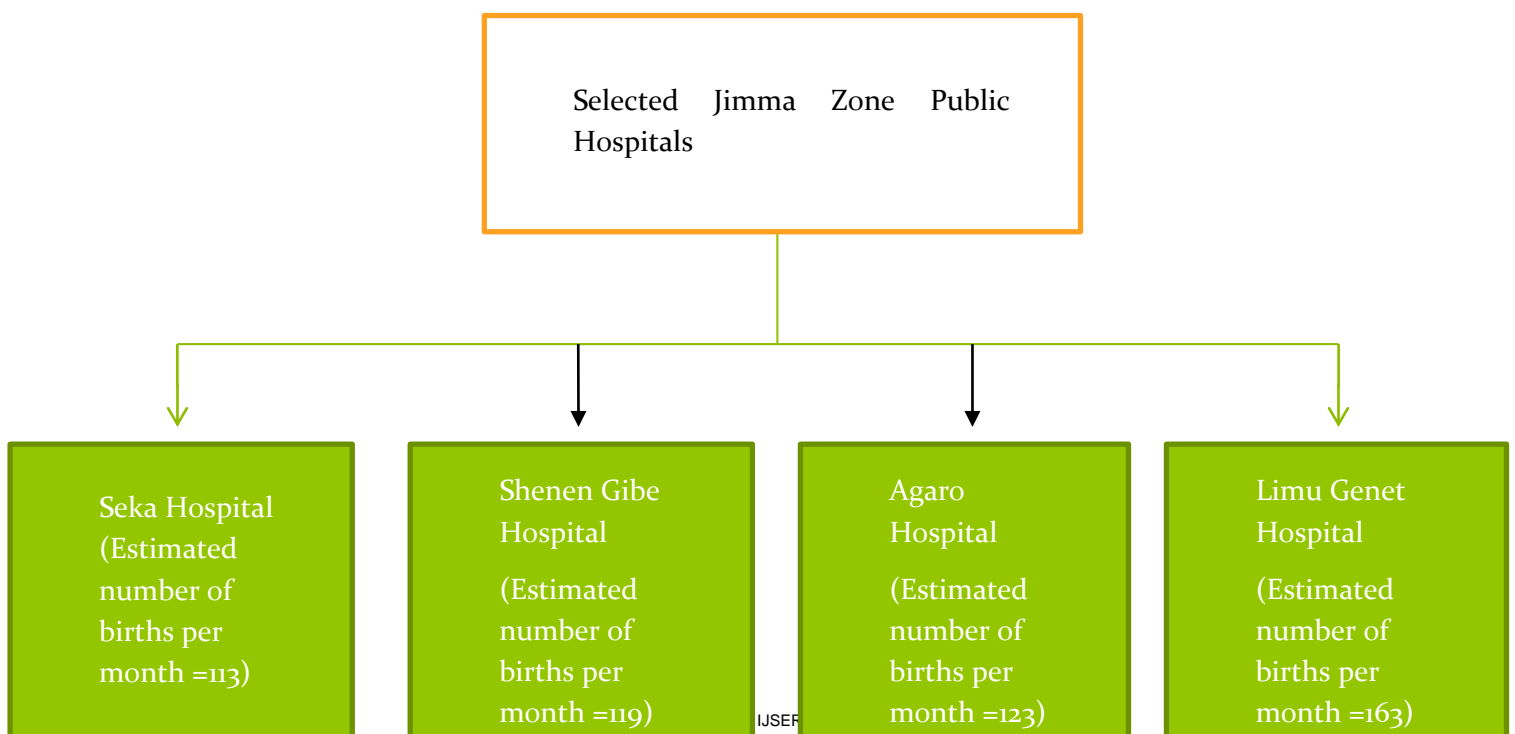 Selected Jimma Zone Public
Hospitals
Seka Hospital
(Estimated
number of
births per
month =113)
Shenen Gibe
Hospital
(Estimated
number of
births per
month =119)
Agaro
Hospital
(Estimated
number of
births per
month =123)
Limu Genet
Hospital
(Estimated
number of
births per
month =163)
IJSER